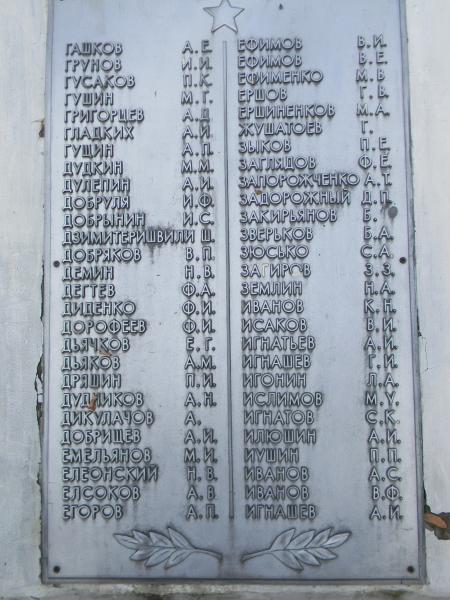 ГАШКОВ А. Е.
ГРУНОВ И. И.
ГУСАКОВ П. К.
ГУШИН М. Г.
ГРИГОРЦЕВ А. Д
ГЛАДКИХ А. И
ГУЩИН А. П.
ДУДКИН М. М.
ДУЛЕПИН А. И.
ДОБРУЛЯ И. Ф.
ДОБРЫНИН И. С.
ДЗИМИТЕРИШВИЛИ Ш.
ДОБРЯКОВ В. П.
ДЕМИН Н. В.
ДЕГТЕВ Ф. А.
ДИДЕНКО Ф. И.
ДОРОФЕЕВ Ф. И.
ДЬЯЧКОВ Е. Г.
ДЬЯКОВ А. М.
ДРЯШИН П. И.
ДУДНИКОВ А. Н.
ДИКУЛАЧОВ А.
ДОБРИЩЕВ А. И.
ЕМЕЛЬЯНОВ М. И.
ЕЛЕОНСКИЙ Н. В.
ЕЛСОКОВ А. В.
ЕГОРОВ А. П.
ЕФИМОВ В. И.
ЕФИМОВ В. Е.
ЕФИМЕНКО М. В
ЕРШОВ Г. В.
ЕРШИНЕНКОВ М. А.
ЖУШАТОЕВ Г.
ЗЫКОВ П. Е.
ЗАГЛЯДОВ Ф. Е.
ЗАПОРОЖЧЕНКО А. Т.
ЗАДОРОЖНЫЙ Д. П.
ЗАКИРЬЯНОВ Б.
ЗВЕРЬКОВ Б. А.
ЗЮСЬКО С. А.
ЗАГИРОВ З. З.
ЗЕМЛИН Н. А.
ИВАНОВ К. Н.
ИСАКОВ В. И.
ИГНАТЬЕВ А. И.
ИГНАШЕВ Г. И.
ИГОНИН Л. А.
ИСЛИМОВ М. У.
ИГНАТОВ С. К.
ИЛЮШИН А. И.
ИУШИН П. П.
ИВАНОВ А. С.
ИВАНОВ В. Ф.
ИГНАШЕВ А. И.